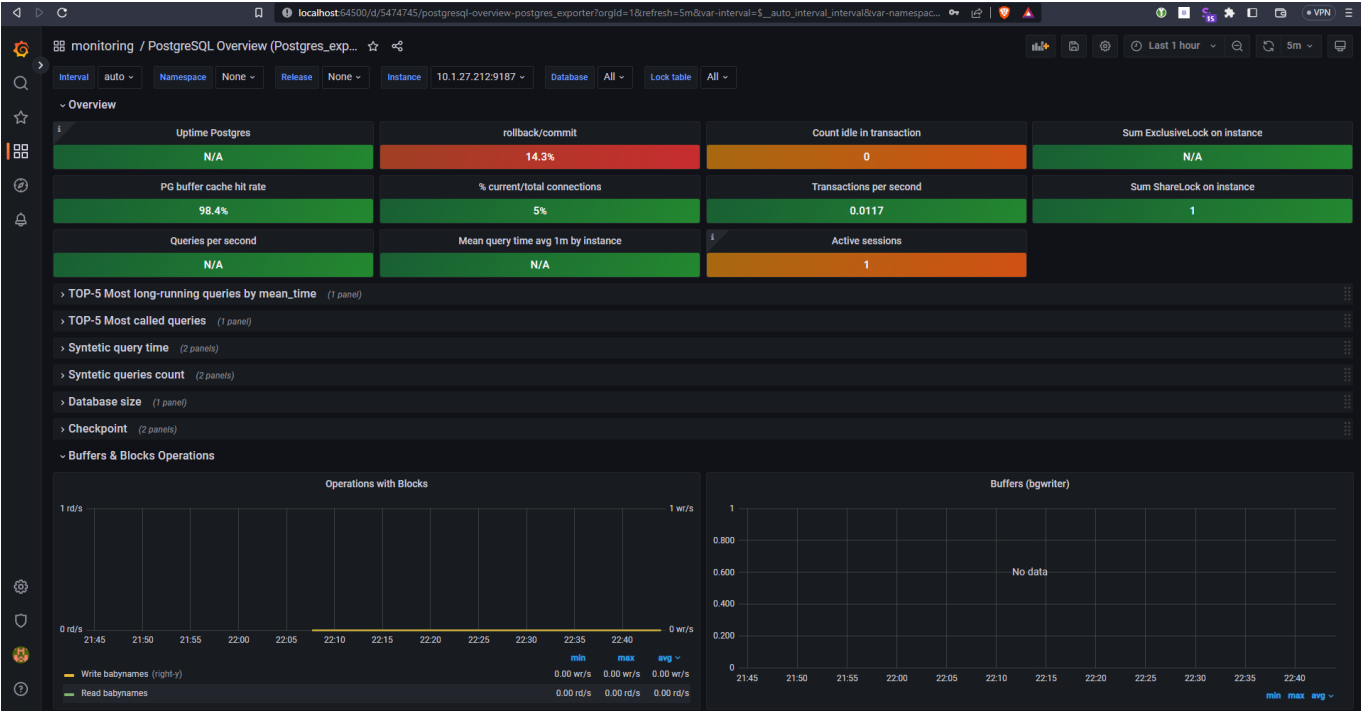 localhost:64500/d/5474745/postgresql-overview-postgres_exporter?orgId=1&refresh=5m&var-interval=$__auto_interval_interval&var-namespac...
15
VPN
monitoring / PostgreSQL Overview (Postgres_exp...
Last 1 hour
5m
Interval auto Namespace None Release None Instance 10.1.27.212:9187 Database All Lock table All
Overview
Uptime Postgres
N/A
rollback/commit
14.3%
Count idle in transaction
0
Sum ExclusiveLock on instance
N/A
PG buffer cache hit rate
98.4%
% current/total connections
5%
Transactions per second
0.0117
Sum ShareLock on instance
1
Queries per second
N/A
Mean query time avg 1m by instance
N/A
Active sessions
1
TOP-5 Most long-running queries by mean_time (1 panel)
TOP-5 Most called queries (1 panel)
Syntetic query time (2 panels)
Syntetic queries count (2 panels)
Database size (1 panel)
Checkpoint (2 panels)
Buffers & Blocks Operations
Operations with Blocks
1 rd/s 1 wr/s
0 rd/s 0 wr/s
21:45 21:50 21:55 22:00 22:05 22:10 22:15 22:20 22:25 22:30 22:35 22:40
min max avg
Write babynames (right-y) 0.00 wr/s 0.00 wr/s 0.00 wr/s
Read babynames 0.00 rd/s 0.00 rd/s 0.00 rd/s
Buffers (bgwriter)
1
0.800
0.600
No data
0.400
0.200
0
21:45 21:50 21:55 22:00 22:05 22:10 22:15 22:20 22:25 22:30 22:35 22:40
min max avg